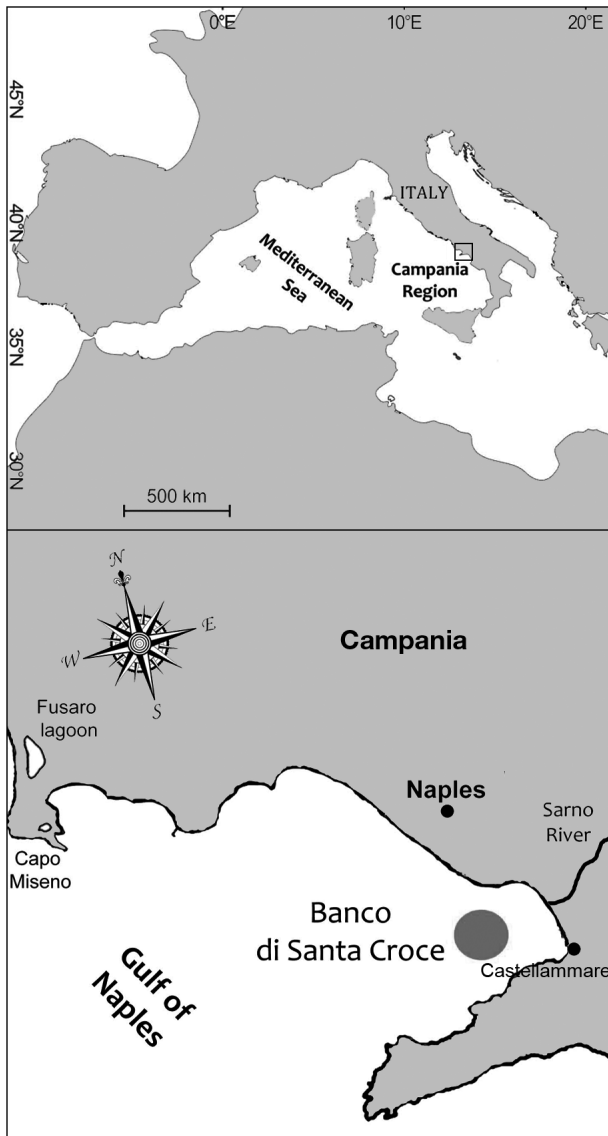 0°E
10°E
20°E
45°N
40°N
35°N
30°N
ITALY
Mediterranean
Sea
Campania
Region
500 km
N
E
W
S
Campania
Fusaro
lagoon
Naples
Sarno
River
Capo
Miseno
Banco
di Santa Croce
Castellammare
Gulf of
Naples